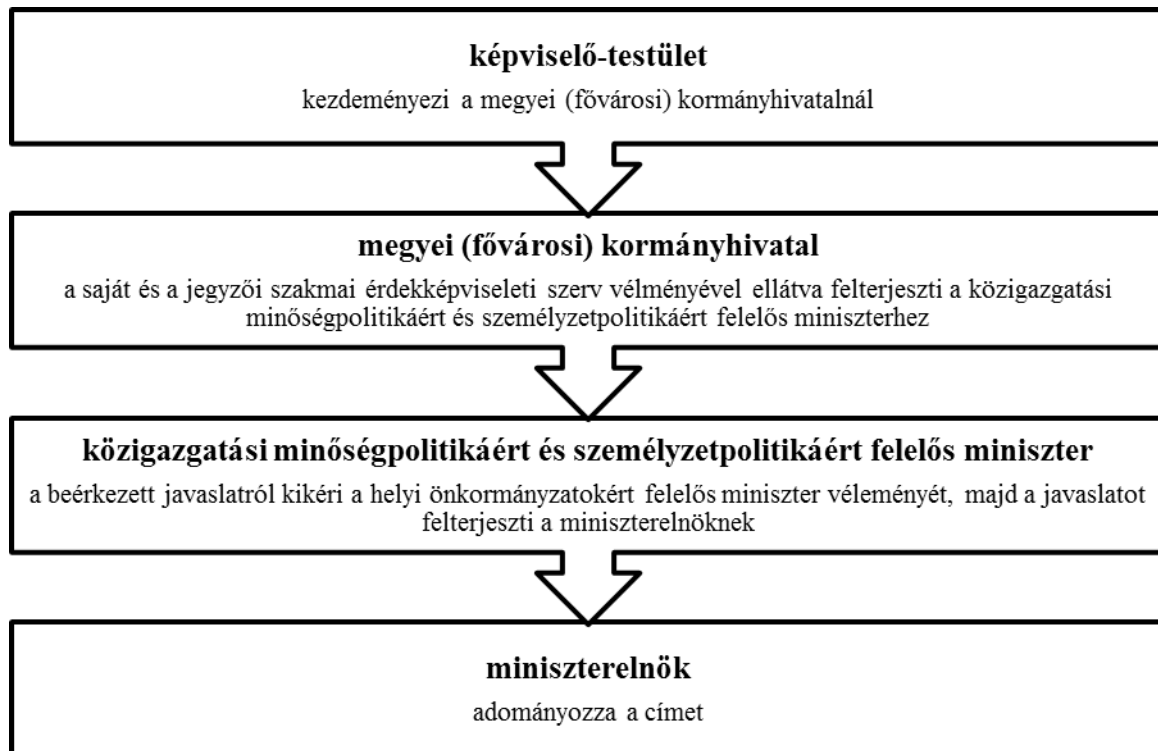 képviselő-testület
kezdeményezi a megyei (fővárosi) kormányhivatalnál
megyei (fővárosi) kormányhivatal
a saját és a jegyzői szakmai érdekképviseleti szerv vélményével ellátva felterjeszti a közigazgatási
minőségpolitikáért és személyzetpolitikáért felelős miniszterhez
közigazgatási minőségpolitikáért és személyzetpolitikáért felelős miniszter
a beérkezett javaslatról kikéri a helyi önkormányzatokért felelős miniszter véleményét, majd a javaslatot
felterjeszti a miniszterelnöknek
miniszterelnök
adományozza a címet